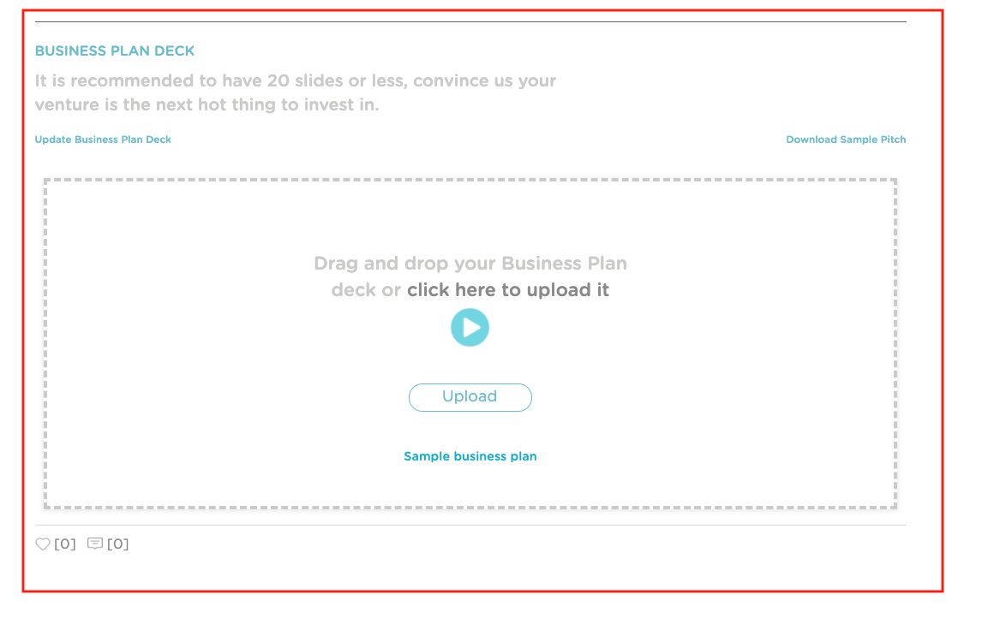 BUSINESS PLAN DECK
It is recommended to have 20 slides or less, convince us your
venture is the next hot thing to invest in.
Update Business Plan Deck
Download Sample Pitch
Drag and drop your Business Plan
deck or click here to upload it
Upload
Sample business plan
[0] [0]